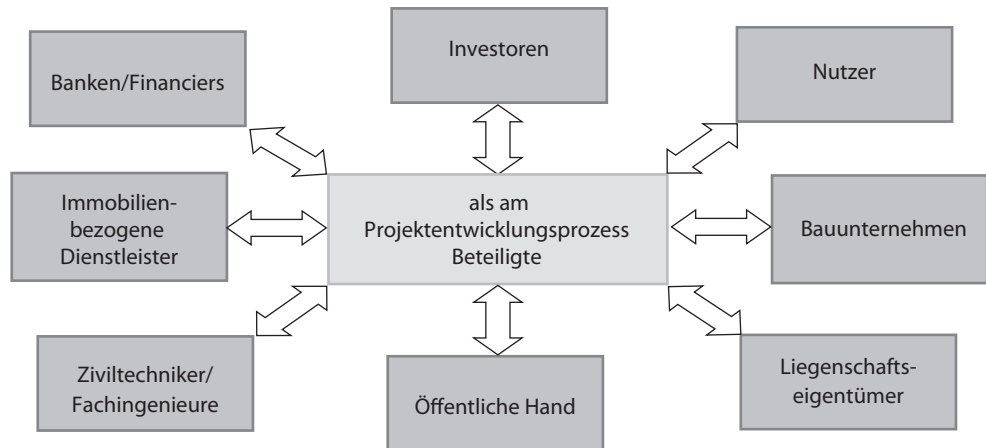 Investoren
Banken/Financiers
Nutzer
Immobilien-
bezogene
Dienstleister
als am
Projektentwicklungsprozess
Beteiligte
Bauunternehmen
Ziviltechniker/
Fachingenieure
Öffentliche Hand
Liegenschafts-
eigentümer